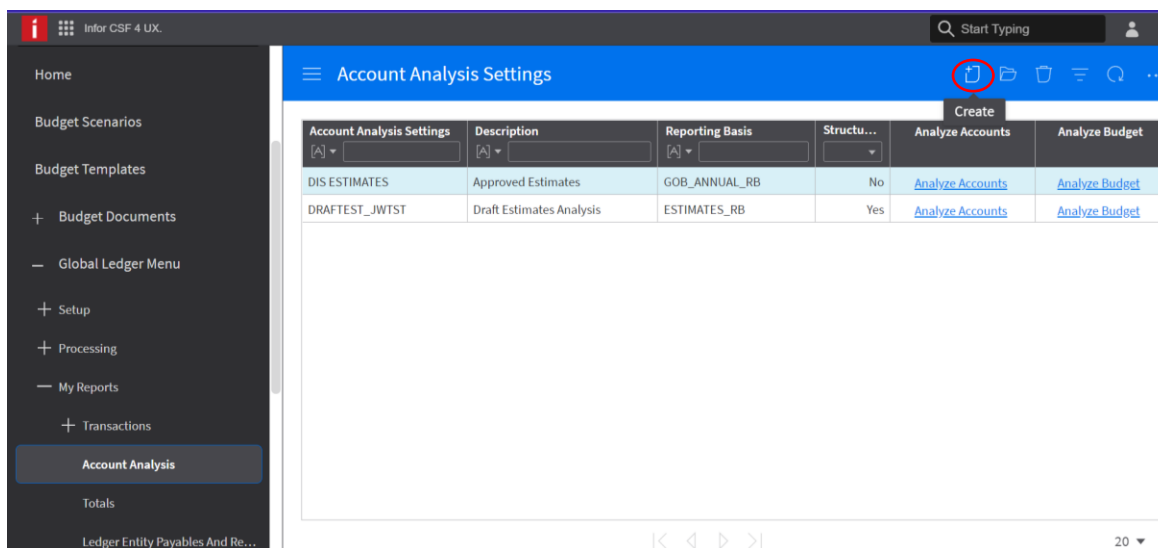 i Infor CSF 4 UX. Start Typing
Home
Budget Scenarios
Budget Templates
+ Budget Documents
− Global Ledger Menu
+ Setup
+ Processing
− My Reports
+ Transactions
Account Analysis
Totals
Ledger Entity Payables And Re...
Account Analysis Settings
Create
Account Analysis Settings Description Reporting Basis Structu... Analyze Accounts Analyze Budget
[A] [A] [A]
DIS ESTIMATES Approved Estimates GOB_ANNUAL_RB No Analyze Accounts Analyze Budget
DRAFTEST_JWTST Draft Estimates Analysis ESTIMATES_RB Yes Analyze Accounts Analyze Budget
20